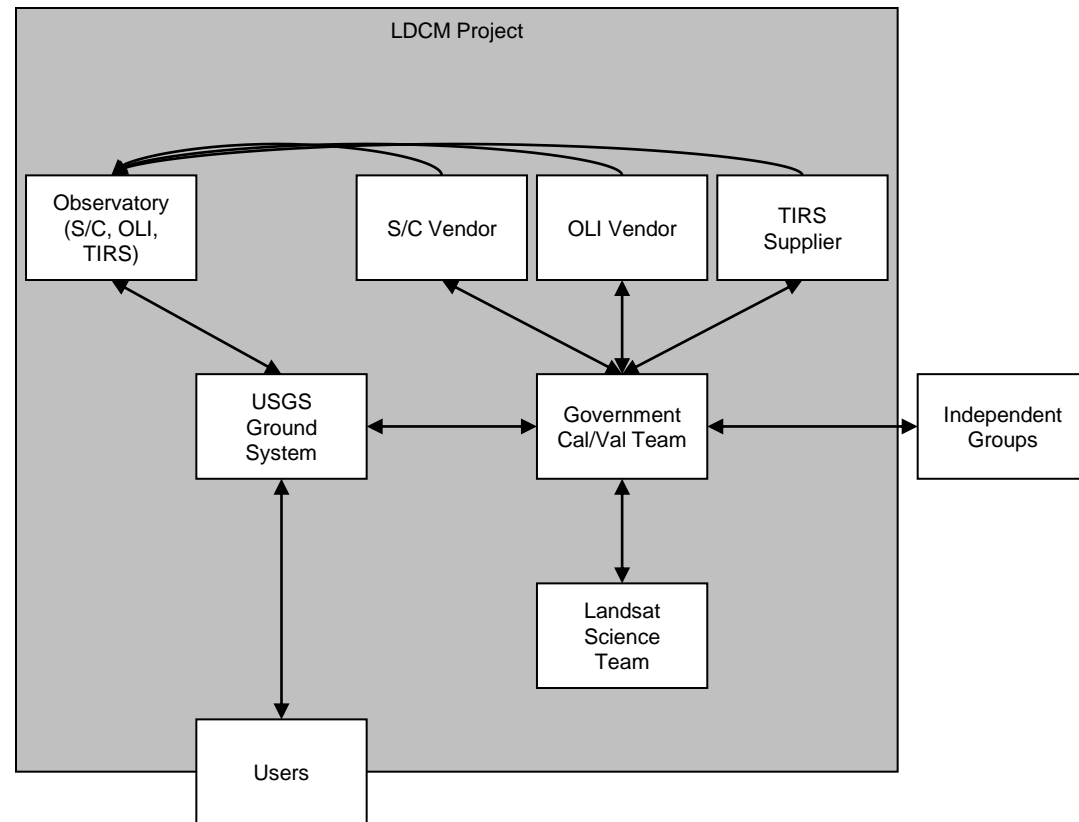 LDCM Project
Observatory
(S/C, OLI,
TIRS)
S/C Vendor
OLI Vendor
TIRS
Supplier
USGS
Ground
System
Government
Cal/Val Team
Independent
Groups
Landsat
Science
Team
Users